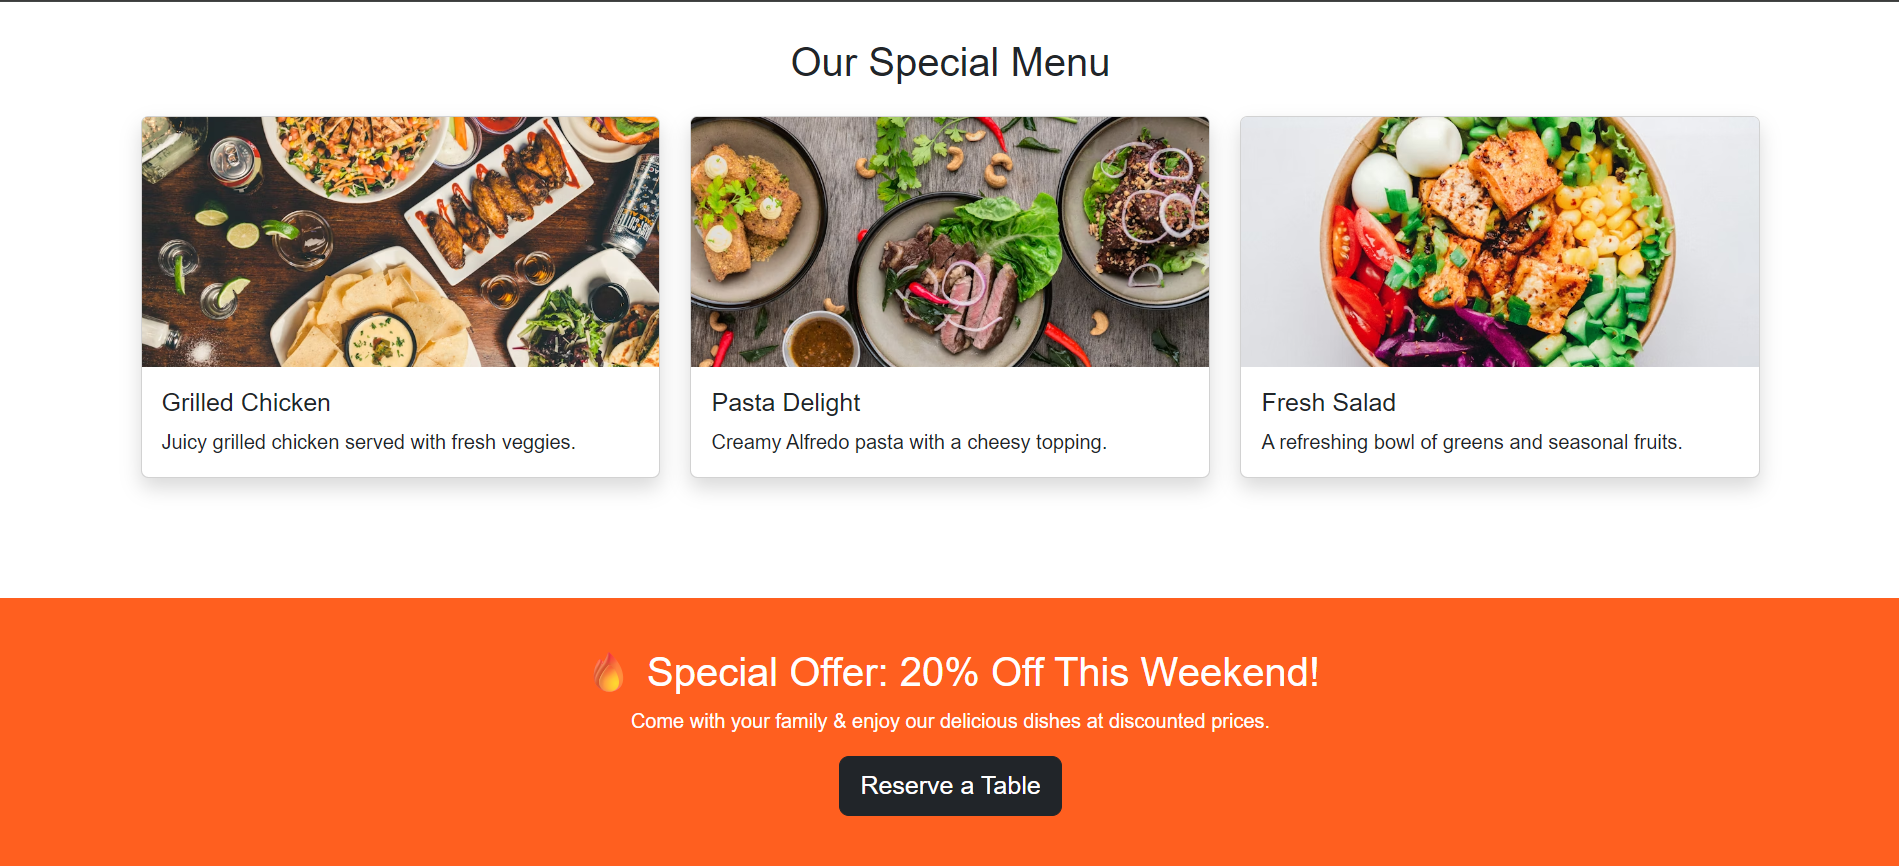 Our Special Menu
Grilled Chicken
Juicy grilled chicken served with fresh veggies.
Pasta Delight
Creamy Alfredo pasta with a cheesy topping.
Fresh Salad
A refreshing bowl of greens and seasonal fruits.
🔥 Special Offer: 20% Off This Weekend!
Come with your family & enjoy our delicious dishes at discounted prices.
Reserve a Table